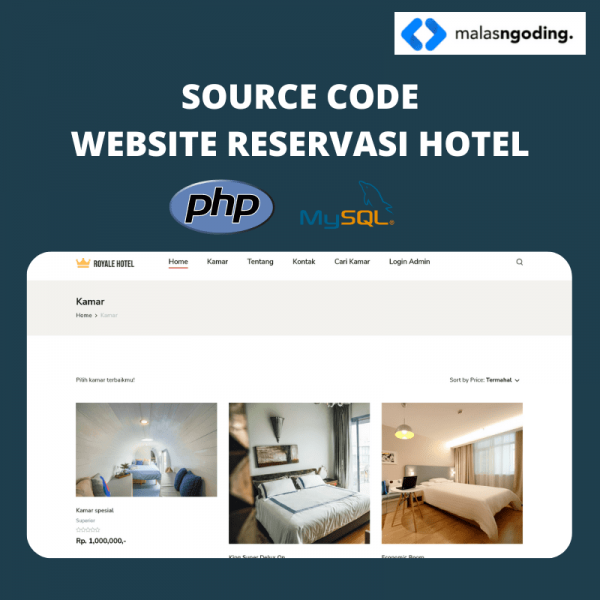 malasngoding.
SOURCE CODE
WEBSITE RESERVASI HOTEL
php
MySQL®
ROYALE HOTEL
Home Kamar Tentang Kontak Cari Kamar Login Admin
Kamar
Home > Kamar
Pilih kamar terbaikmu!
Sort by Price: Termahal
Kamar spesial
Superior
Rp. 1,000,000,-
King Super Delux On
Economic Room